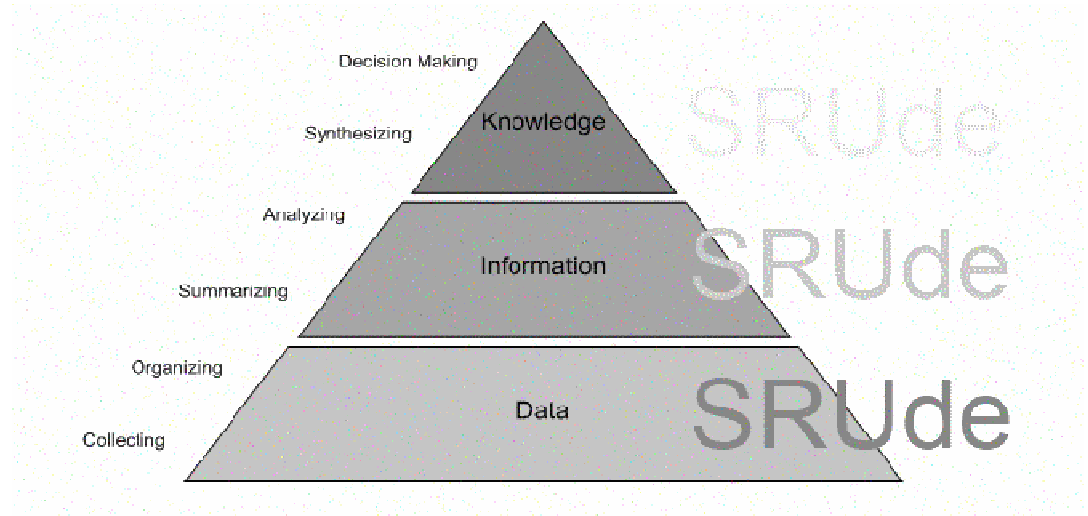 Decision Making
Knowledge
SRUde
Synthesizing
Analyzing
Information
SRUde
Summarizing
Organizing
Data
SRUde
Collecting